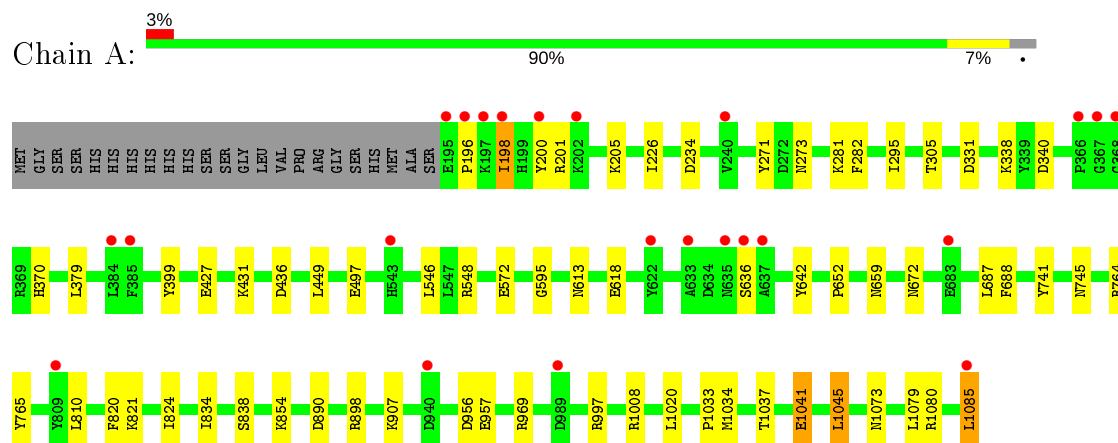 3%
Chain A:
90% 7% .
MET GLY SER SER HIS HIS HIS HIS HIS HIS SER SER GLY LEU VAL PRO ARG GLY SER HIS MET ALA SER E195 P196 K197 I198 H199 Y200 R201 K202 K205 I226 D234 V240 Y271 D272 N273 K281 F282 I295 T305 D331 K338 Y339 D340 P366 G367
R369 H370 L379 L384 F385 Y399 E427 K431 D436 L449 E497 H543 L546 L547 R548 E572 G595 N613 E618 Y622 A633 D634 N635 S636 A637 Y642 P652 N659 N672 E683 L687 F688 Y741 N745
Y765 Y809 L810 F820 K821 I824 I834 S838 K854 D890 R898 K907 D940 D956 E957 R969 D989 R997 R1008 L1020 P1033 M1034 T1037 E1041 L1045 N1073 L1079 R1080 L1085